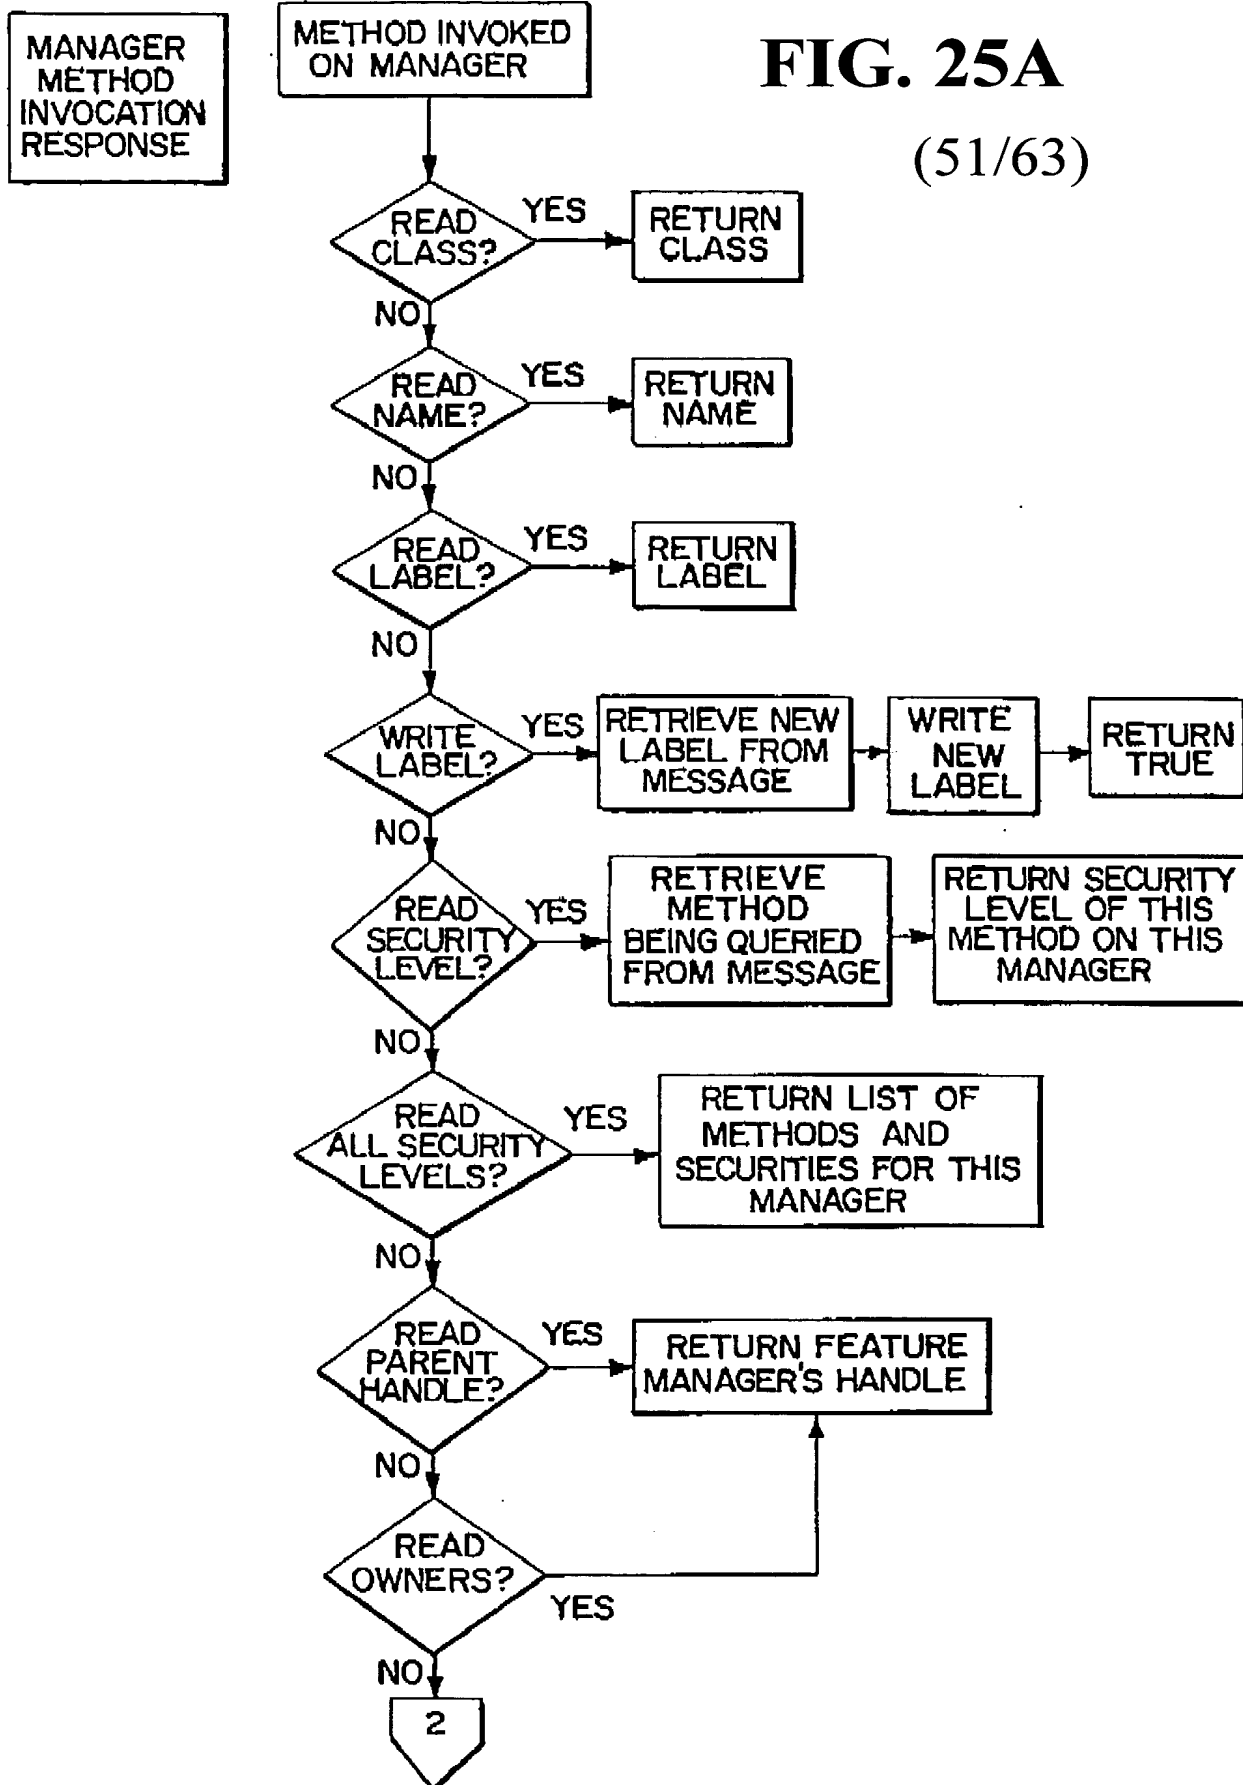 MANAGER
METHOD
INVOCATION
RESPONSE
METHOD INVOKED
ON MANAGER
FIG. 25A
(51/63)
READ
CLASS?
YES
RETURN
CLASS
NO
READ
NAME?
YES
RETURN
NAME
NO
READ
LABEL?
YES
RETURN
LABEL
NO
WRITE
LABEL?
YES
RETRIEVE NEW
LABEL FROM
MESSAGE
WRITE
NEW
LABEL
RETURN
TRUE
NO
READ
SECURITY
LEVEL?
YES
RETRIEVE
METHOD
BEING QUERIED
FROM MESSAGE
RETURN SECURITY
LEVEL OF THIS
METHOD ON THIS
MANAGER
NO
READ
ALL SECURITY
LEVELS?
YES
RETURN LIST OF
METHODS AND
SECURITIES FOR THIS
MANAGER
NO
READ
PARENT
HANDLE?
YES
RETURN FEATURE
MANAGER'S HANDLE
NO
READ
OWNERS?
YES
NO
2